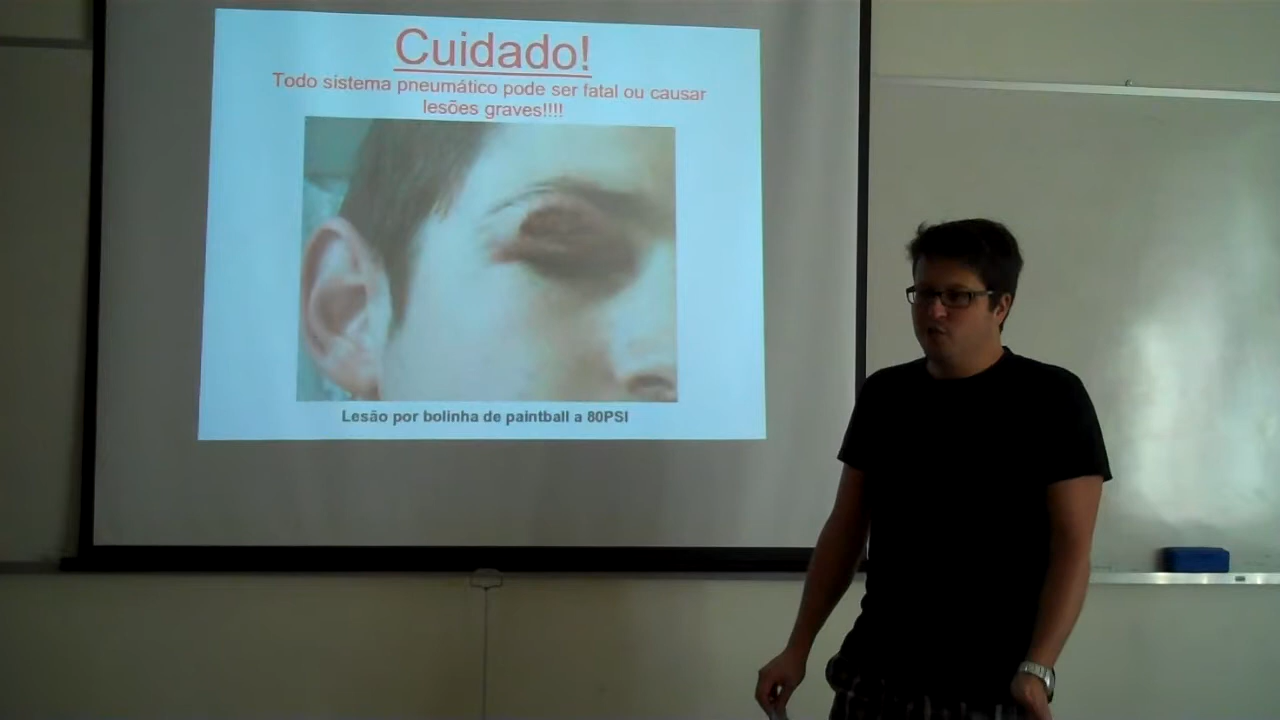 Cuidado!
Todo sistema pneumático pode ser fatal ou causar
lesões graves!!!!
Lesão por bolinha de paintball a 80PSI